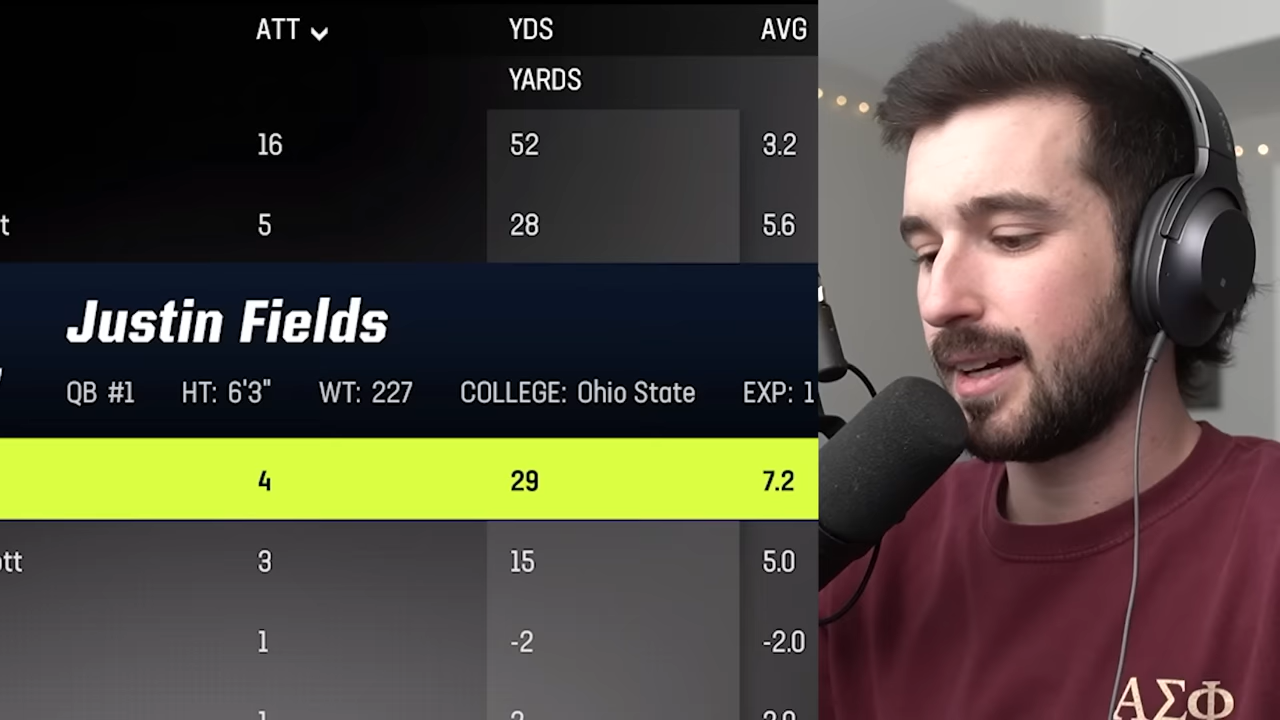 ATT YDS AVG
YARDS
16 52 3.2
t 5 28 5.6
Justin Fields
QB #1 HT: 6'3" WT: 227 COLLEGE: Ohio State EXP: 1
4 29 7.2
ott 3 15 5.0
1 -2 -2.0
ΑΣΦ